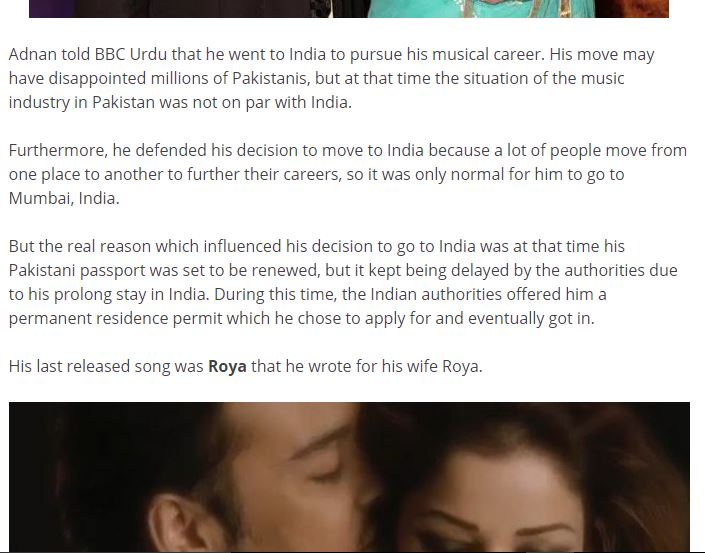 Adnan told BBC Urdu that he went to India to pursue his musical career. His move may
have disappointed millions of Pakistanis, but at that time the situation of the music
industry in Pakistan was not on par with India.
Furthermore, he defended his decision to move to India because a lot of people move from
one place to another to further their careers, so it was only normal for him to go to
Mumbai, India.
But the real reason which influenced his decision to go to India was at that time his
Pakistani passport was set to be renewed, but it kept being delayed by the authorities due
to his prolong stay in India. During this time, the Indian authorities offered him a
permanent residence permit which he chose to apply for and eventually got in.
His last released song was Roya that he wrote for his wife Roya.